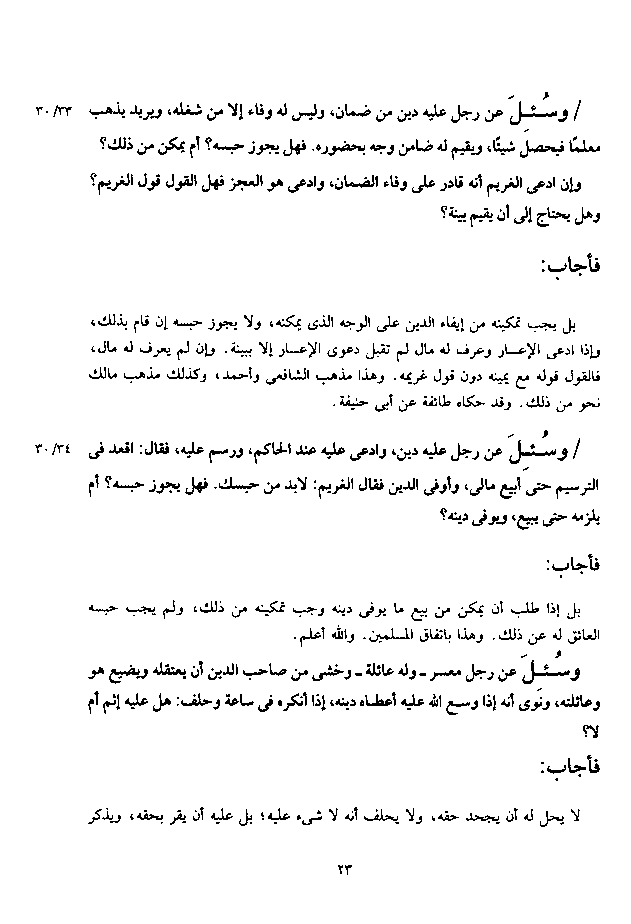 / وسُئِلَ عن رجل عليه دين من ضمان، وليس له وفاء إلا من شغله، ويريد يذهب ٣٠/٣٣
معلمًا فيحصل شيئًا، ويقيم له ضامن وجه بحضوره. فهل يجوز حبسه؟ أم يمكن من ذلك؟
وإن ادعى الغريم أنه قادر على وفاء الضمان، وادعى هو العجز فهل القول قول الغريم؟
وهل يحتاج إلى أن يقيم بينة؟
فأجاب:
بل يجب تمكينه من إيفاء الدين على الوجه الذى يمكنه، ولا يجوز حبسه إن قام بذلك،
وإذا ادعى الإعسار وعرف له مال لم تقبل دعوى الإعسار إلا ببينة. وإن لم يعرف له مال،
فالقول قوله مع يمينه دون قول غريمه. وهذا مذهب الشافعى وأحمد، وكذلك مذهب مالك
نحو من ذلك. وقد حكاه طائفة عن أبى حنيفة.
/ وسُئِلَ عن رجل عليه دين، وادعى عليه عند الحاكم، ورسم عليه، فقال: اقعد فى ٣٠/٣٤
الترسيم حتى أبيع مالى، وأوفى الدين فقال الغريم: لابد من حبسك. فهل يجوز حبسه؟ أم
يلزمه حتى يبيع، ويوفى دينه؟
فأجاب:
بل إذا طلب أن يمكن من بيع ما يوفى دينه وجب تمكينه من ذلك، ولم يجب حبسه
العائق له عن ذلك. وهذا باتفاق المسلمين. والله أعلم.
وسُئلَ عن رجل معسر ـ وله عائلة ـ وخشى من صاحب الدين أن يعتقله ويضيع هو
وعائلته، ونَوى أنه إذا وسع الله عليه أعطاه دينه، إذا أنكره فى ساعة وحلف: هل عليه إثم أم
لا؟
فأجاب:
لا يحل له أن يجحد حقه، ولا يحلف أنه لا شىء عليه؛ بل عليه أن يقر بحقه، ويذكر
٢٣